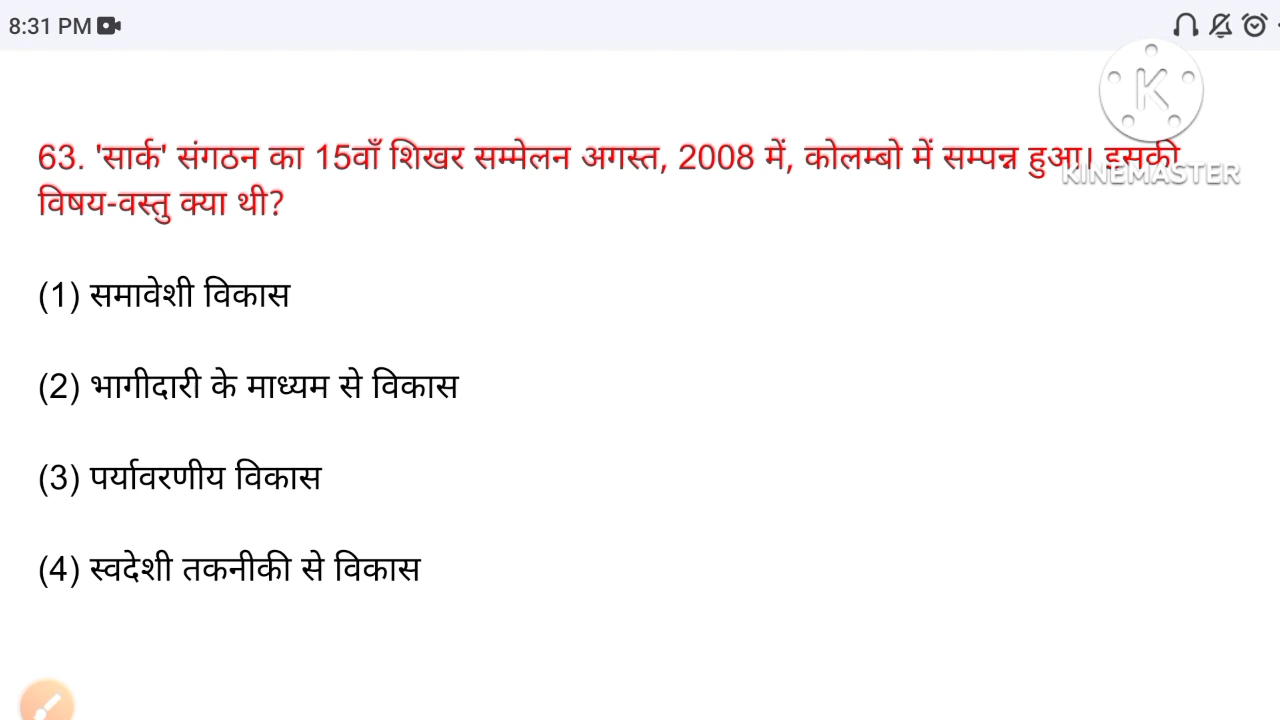 8:31 PM
K
63. 'सार्क' संगठन का 15वाँ शिखर सम्मेलन अगस्त, 2008 में, कोलम्बो में सम्पन्न हुआ। इसकी
KINEMASTER
विषय-वस्तु क्या थी?
(1) समावेशी विकास
(2) भागीदारी के माध्यम से विकास
(3) पर्यावरणीय विकास
(4) स्वदेशी तकनीकी से विकास